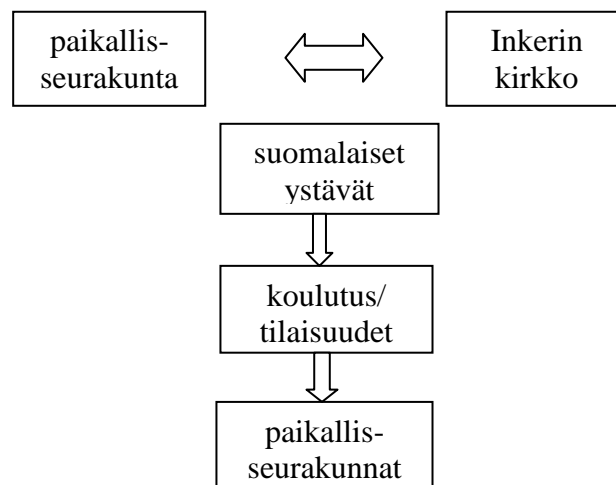 paikallis-
seurakunta
Inkerin
kirkko
suomalaiset
ystävät
koulutus/
tilaisuudet
paikallis-
seurakunnat